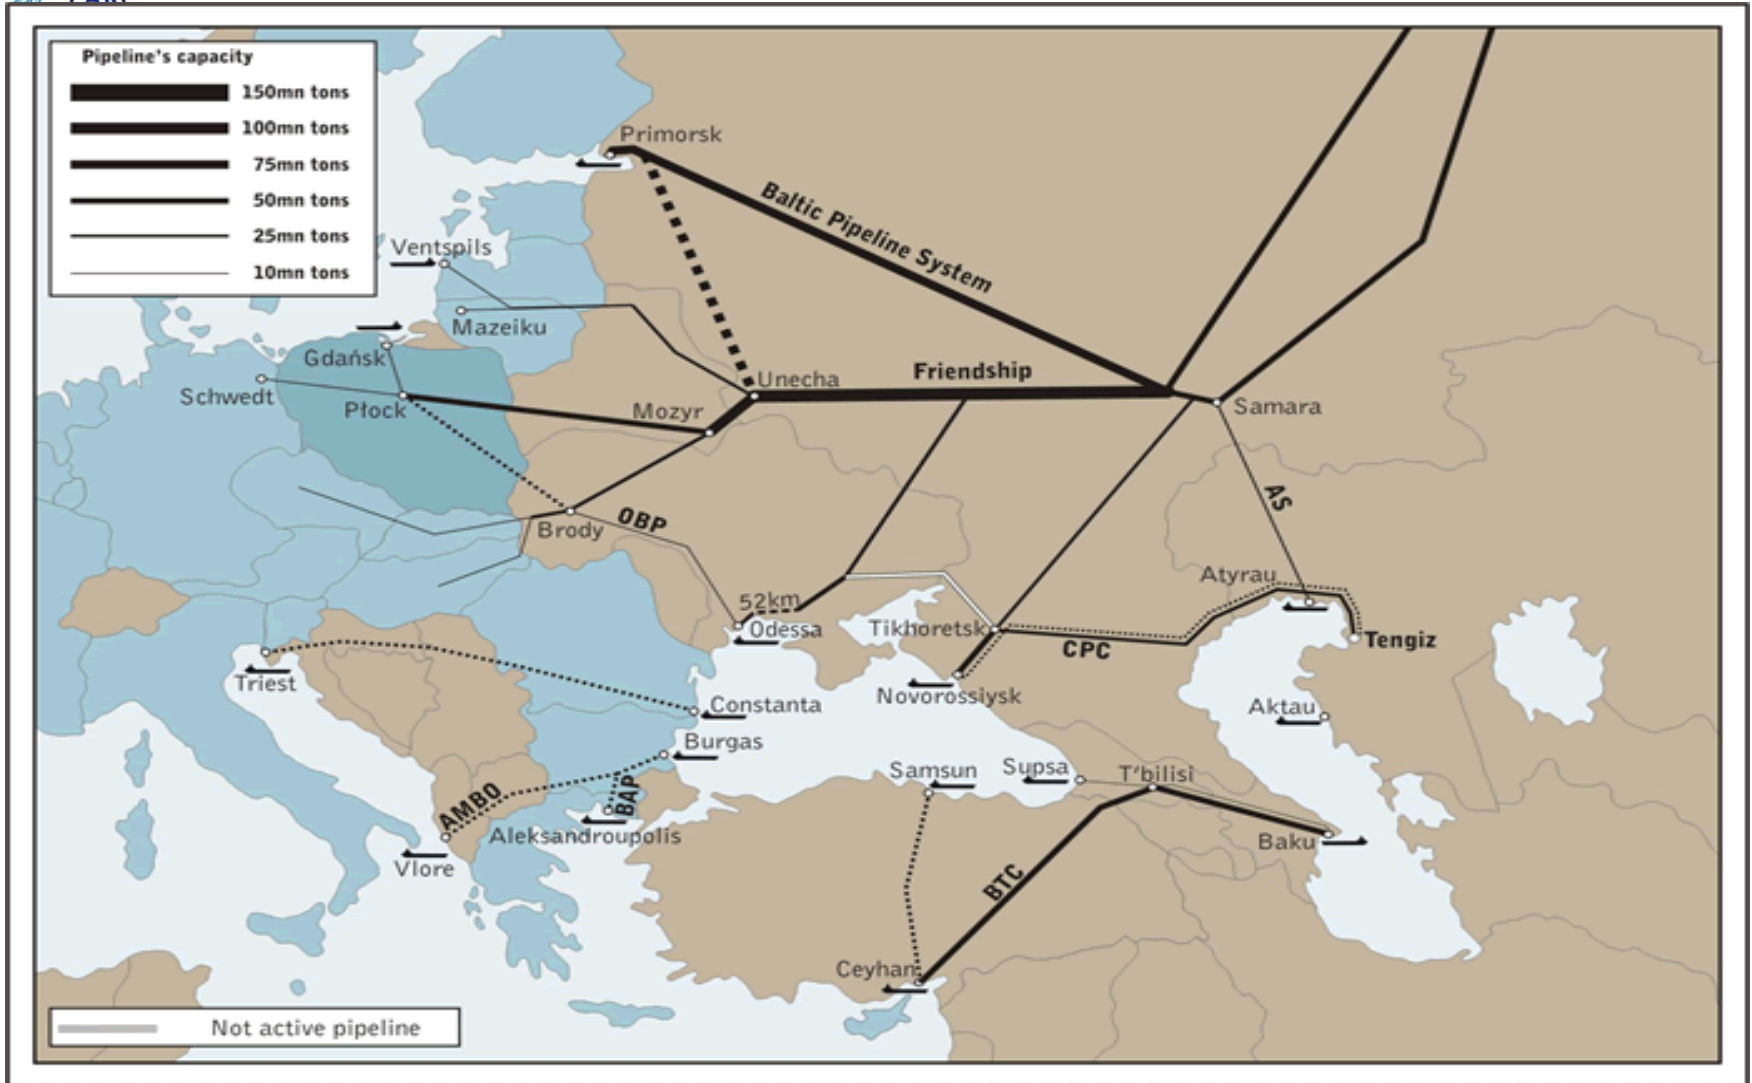 Pipeline's capacity
150mn tons
100mn tons
75mn tons
50mn tons
25mn tons
10mn tons
Primorsk
Baltic Pipeline System
Ventspils
Mazeiku
Gdańsk
Schwedt
Płock
Mozyr
Unecha
Friendship
Samara
Brody
OBP
AS
Atyrau
52km
Odessa
Tikhoretsk
CPC
Tengiz
Triest
Novorossiysk
Constanta
Aktau
Burgas
Samsun
Supsa
T'bilisi
AMBO
BAP
Aleksandroupolis
Baku
Vlore
BTC
Ceyhan
Not active pipeline